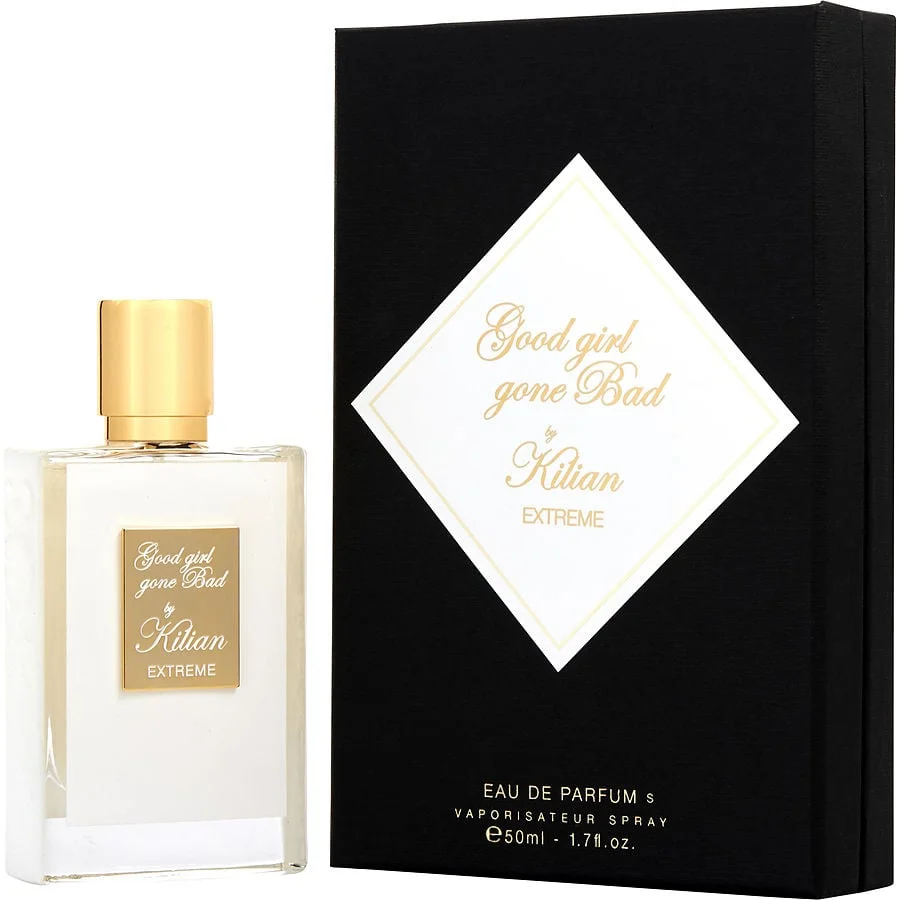 Good girl
gone Bad
by
Kilian
EXTREME
Good girl
gone Bad
by
Kilian
EXTREME
EAU DE PARFUM s
VAPORISATEUR SPRAY
℮50ml - 1.7fl.oz.